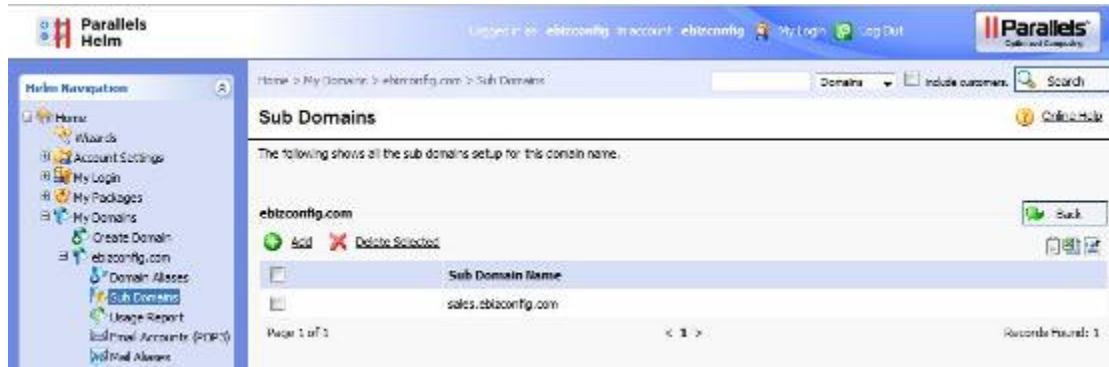 Parallels
Helm
Logged in as ebizconfig in account ebizconfig My Login Log Out
Parallels
Optimized Computing
Helm Navigation
Home
Wizards
Account Settings
My Login
My Packages
My Domains
Create Domain
ebizconfig.com
Domain Aliases
Sub Domains
Usage Report
Email Accounts (POP3)
Mail Aliases
Home > My Domains > ebizconfig.com > Sub Domains
Domains Include customers. Search
Sub Domains
Online Help
The following shows all the sub domains setup for this domain name.
ebizconfig.com
Back
Add Delete Selected
Sub Domain Name
sales.ebizconfig.com
Page 1 of 1 < 1 > Records Found: 1